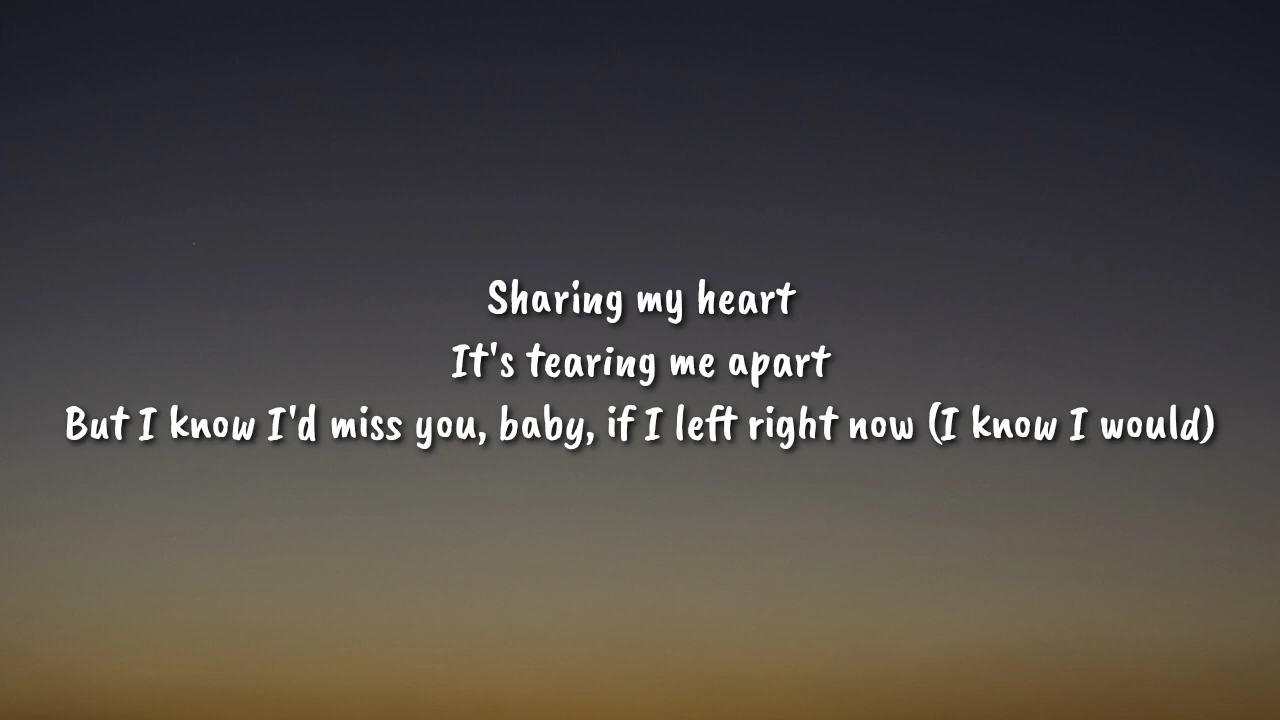 Sharing my heart
It's tearing me apart
But I know I'd miss you, baby, if I left right now (I know I would)